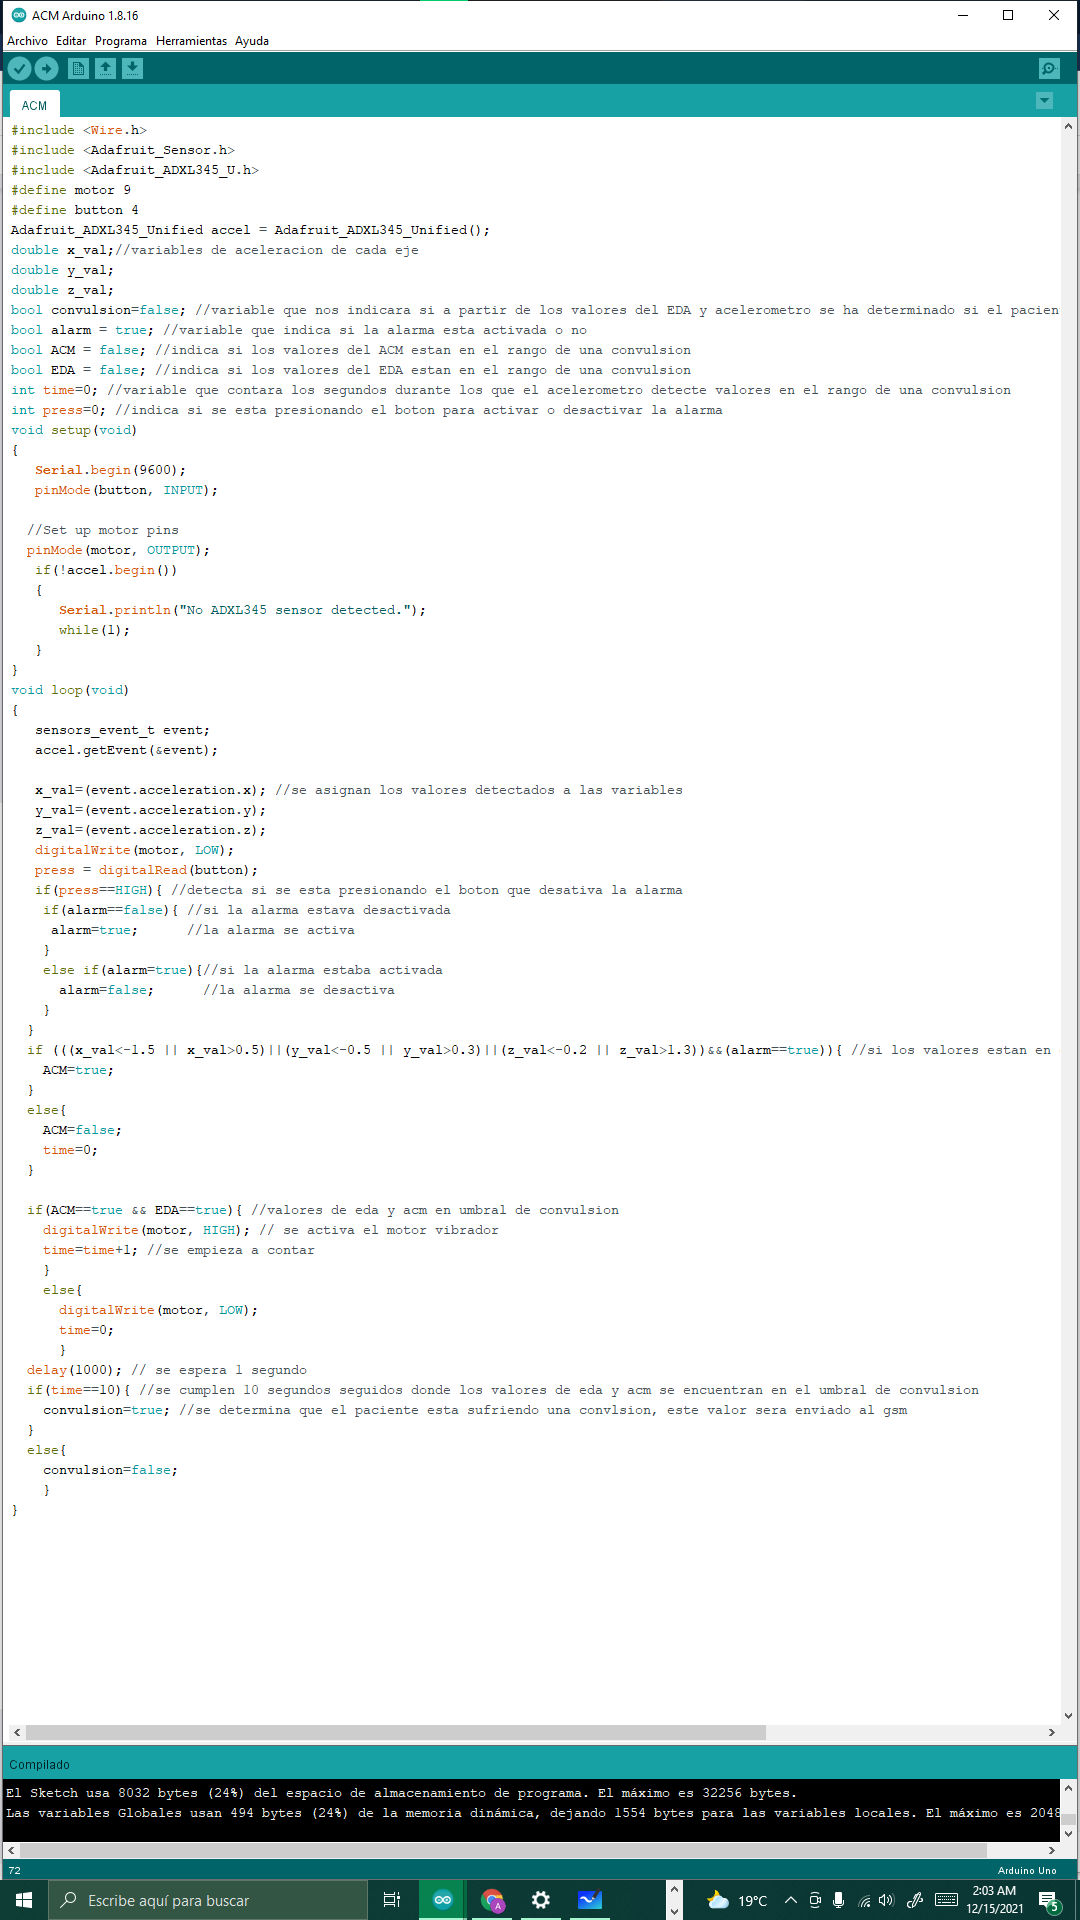 ACM Arduino 1.8.16
Archivo Editar Programa Herramientas Ayuda
ACM
#include <Wire.h>
#include <Adafruit_Sensor.h>
#include <Adafruit_ADXL345_U.h>
#define motor 9
#define button 4
Adafruit_ADXL345_Unified accel = Adafruit_ADXL345_Unified();
double x_val;//variables de aceleracion de cada eje
double y_val;
double z_val;
bool convulsion=false; //variable que nos indicara si a partir de los valores del EDA y acelerometro se ha determinado si el pacien
bool alarm = true; //variable que indica si la alarma esta activada o no
bool ACM = false; //indica si los valores del ACM estan en el rango de una convulsion
bool EDA = false; //indica si los valores del EDA estan en el rango de una convulsion
int time=0; //variable que contara los segundos durante los que el acelerometro detecte valores en el rango de una convulsion
int press=0; //indica si se esta presionando el boton para activar o desactivar la alarma
void setup(void)
{
Serial.begin(9600);
pinMode(button, INPUT);
//Set up motor pins
pinMode(motor, OUTPUT);
if(!accel.begin())
{
Serial.println("No ADXL345 sensor detected.");
while(1);
}
}
void loop(void)
{
sensors_event_t event;
accel.getEvent(&event);
x_val=(event.acceleration.x); //se asignan los valores detectados a las variables
y_val=(event.acceleration.y);
z_val=(event.acceleration.z);
digitalWrite(motor, LOW);
press = digitalRead(button);
if(press==HIGH){ //detecta si se esta presionando el boton que desativa la alarma
if(alarm==false){ //si la alarma estava desactivada
alarm=true; //la alarma se activa
}
else if(alarm=true){//si la alarma estaba activada
alarm=false; //la alarma se desactiva
}
}
if (((x_val<-1.5 || x_val>0.5)||(y_val<-0.5 || y_val>0.3)||(z_val<-0.2 || z_val>1.3))&&(alarm==true)){ //si los valores estan en
ACM=true;
}
else{
ACM=false;
time=0;
}
if(ACM==true && EDA==true){ //valores de eda y acm en umbral de convulsion
digitalWrite(motor, HIGH); // se activa el motor vibrador
time=time+1; //se empieza a contar
}
else{
digitalWrite(motor, LOW);
time=0;
}
delay(1000); // se espera 1 segundo
if(time==10){ //se cumplen 10 segundos seguidos donde los valores de eda y acm se encuentran en el umbral de convulsion
convulsion=true; //se determina que el paciente esta sufriendo una convlsion, este valor sera enviado al gsm
}
else{
convulsion=false;
}
}
Compilado
El Sketch usa 8032 bytes (24%) del espacio de almacenamiento de programa. El máximo es 32256 bytes.
Las variables Globales usan 494 bytes (24%) de la memoria dinámica, dejando 1554 bytes para las variables locales. El máximo es 2048
72 Arduino Uno
Escribe aquí para buscar
A
19°C
2:03 AM
12/15/2021
5